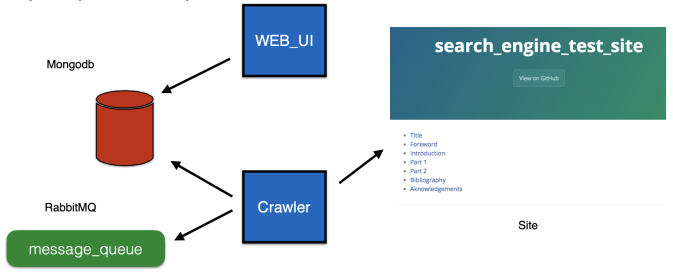 WEB_UI
Mongodb
search_engine_test_site
View on GitHub
Title
Foreword
Introduction
Part 1
Part 2
Bibliography
Aknowledgements
RabbitMQ
Crawler
message_queue
Site